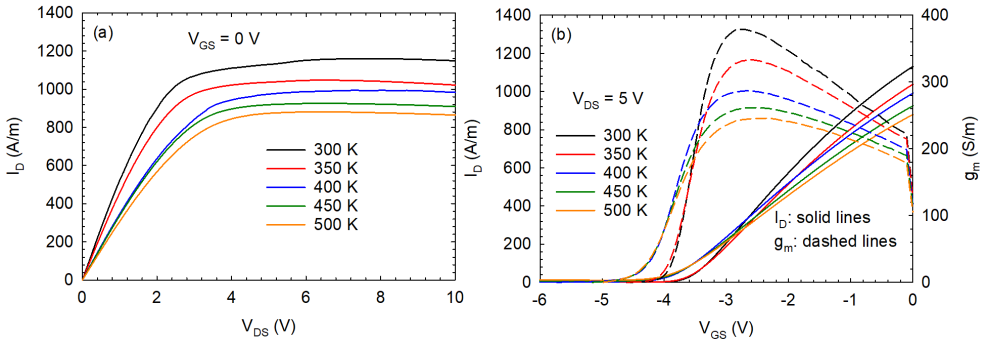 (a)
V_GS = 0 V
I_D (A/m)
1400
1200
1000
800
600
400
200
0
300 K
350 K
400 K
450 K
500 K
0 2 4 6 8 10
V_DS (V)
(b)
V_DS = 5 V
I_D (A/m)
1400
1200
1000
800
600
400
200
0
300 K
350 K
400 K
450 K
500 K
I_D: solid lines
g_m: dashed lines
400
300
200
100
0
g_m (S/m)
-6 -5 -4 -3 -2 -1 0
V_GS (V)